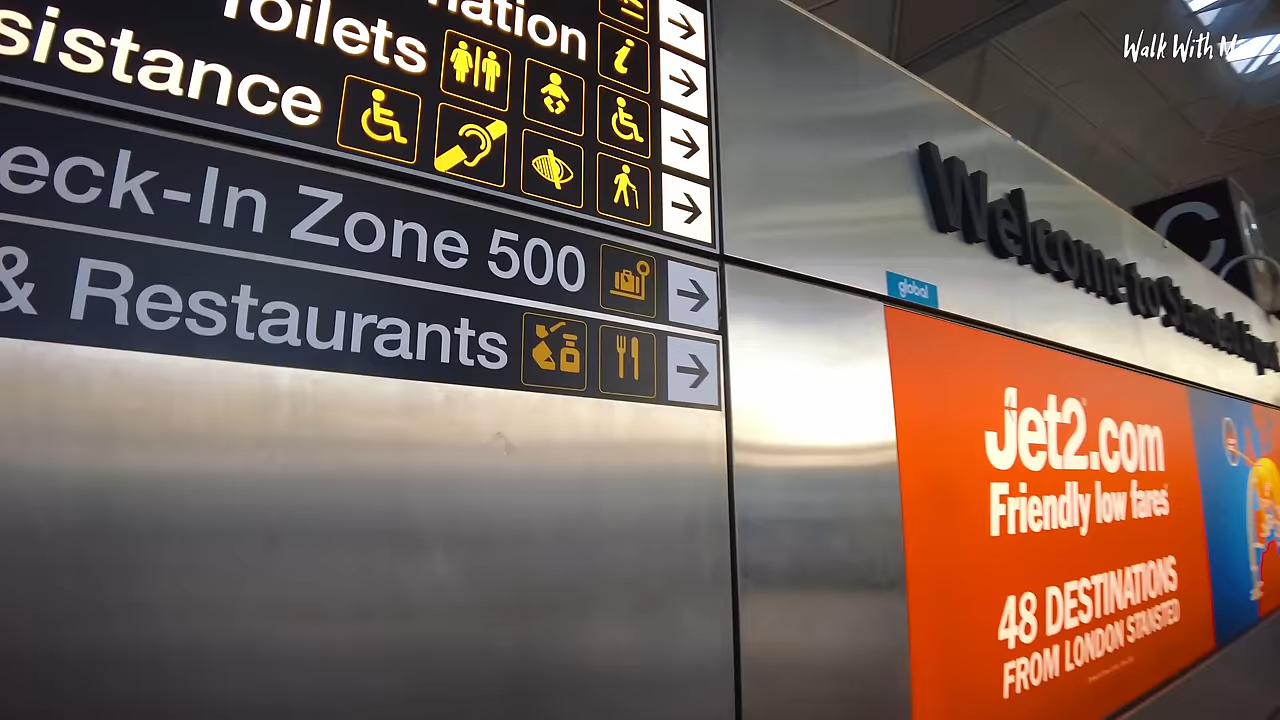 nation
Toilets
sistance
eck-In Zone 500
& Restaurants
Walk With M
C
Welcome to Stansted
global
Jet2.com
Friendly low fares
48 DESTINATIONS
FROM LONDON STANSTED